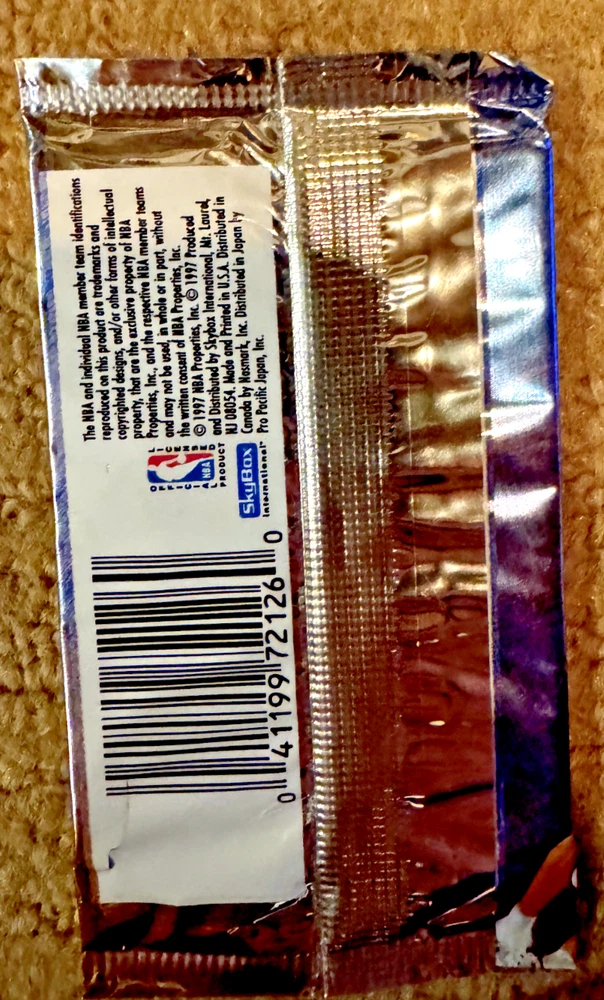 The NBA and individual NBA member team identifications
reproduced on this product are trademarks and
copyrighted designs, and/or other forms of intellectual
property, that are the exclusive property of NBA
Properties, Inc., and the respective NBA member teams
and may not be used, in whole or in part, without
the written consent of NBA Properties, Inc.
© 1997 NBA Properties, Inc. © 1997 Produced
and Distributed by Skybox International, Mt. Laurel,
NJ 08054. Made and Printed in U.S.A. Distributed in
Canada by Nasmark, Inc. Distributed in Japan by
Pro Pacific Japan, Inc.
OFFICIAL
LICENSED
NBA
PRODUCT
SkyBox
International™
0 41199 72126 0